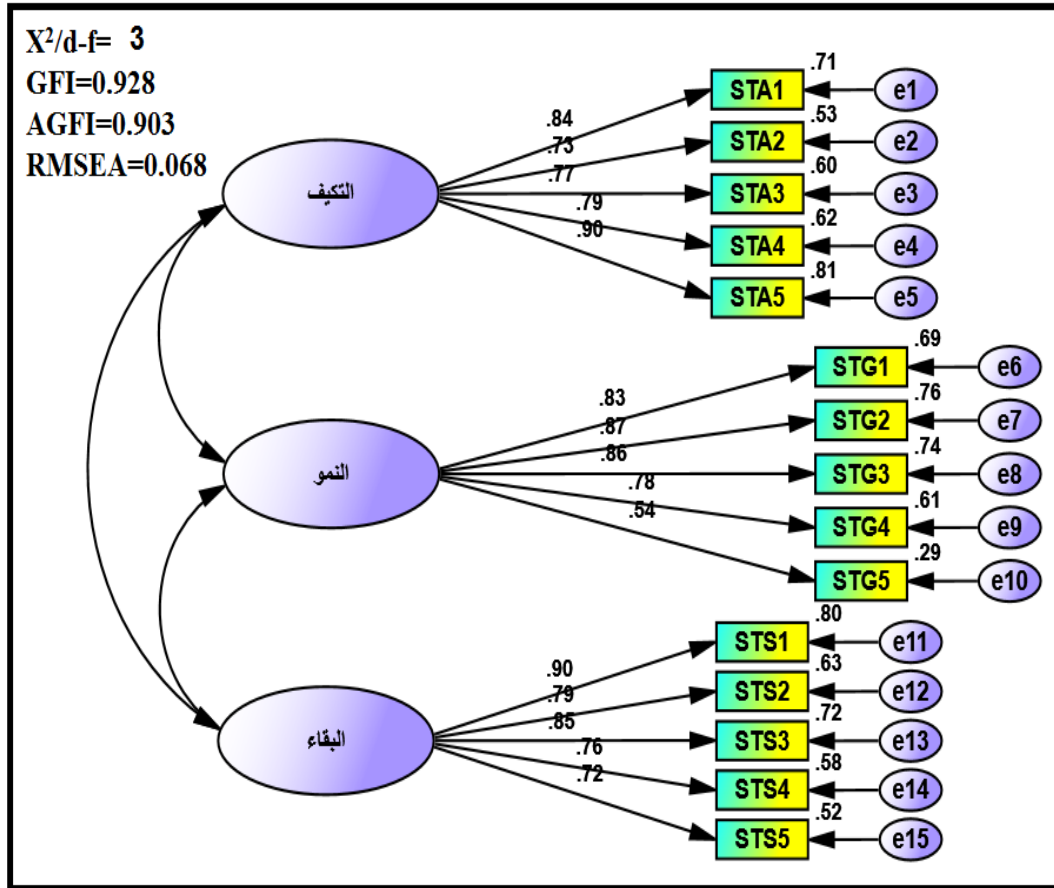 X²/d-f= 3
GFI=0.928
AGFI=0.903
RMSEA=0.068
التكيف
.84
.73
.77
.79
.90
.71
STA1
e1
.53
STA2
e2
.60
STA3
e3
.62
STA4
e4
.81
STA5
e5
النمو
.83
.87
.86
.78
.54
.69
STG1
e6
.76
STG2
e7
.74
STG3
e8
.61
STG4
e9
.29
STG5
e10
البقاء
.90
.79
.85
.76
.72
.80
STS1
e11
.63
STS2
e12
.72
STS3
e13
.58
STS4
e14
.52
STS5
e15